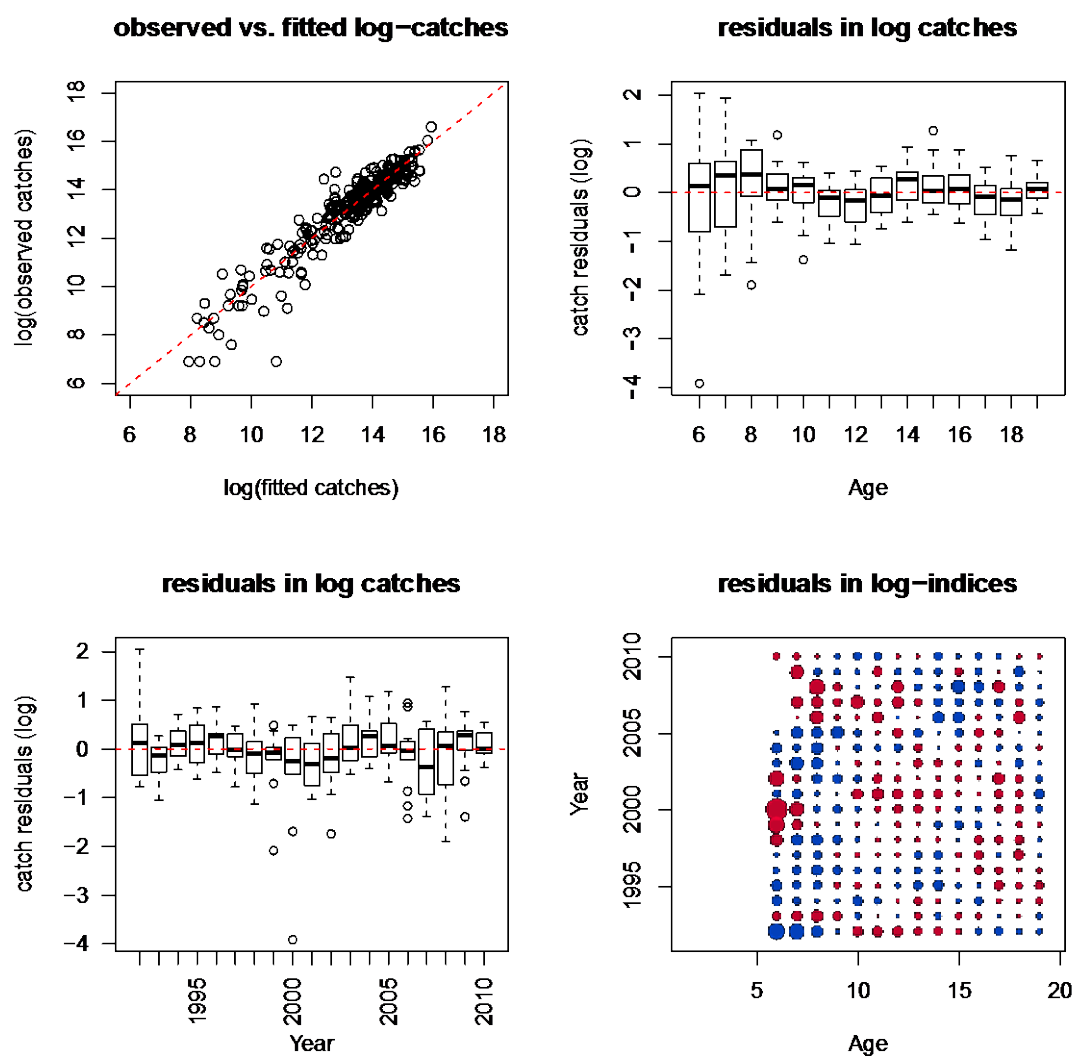 observed vs. fitted log−catches
log(observed catches)
18
16
14
12
10
8
6
6 8 10 12 14 16 18
log(fitted catches)
residuals in log catches
catch residuals (log)
2
1
0
−1
−2
−3
−4
6 8 10 12 14 16 18
Age
residuals in log catches
catch residuals (log)
2
1
0
−1
−2
−3
−4
1995 2000 2005 2010
Year
residuals in log−indices
Year
2010
2005
2000
1995
5 10 15 20
Age